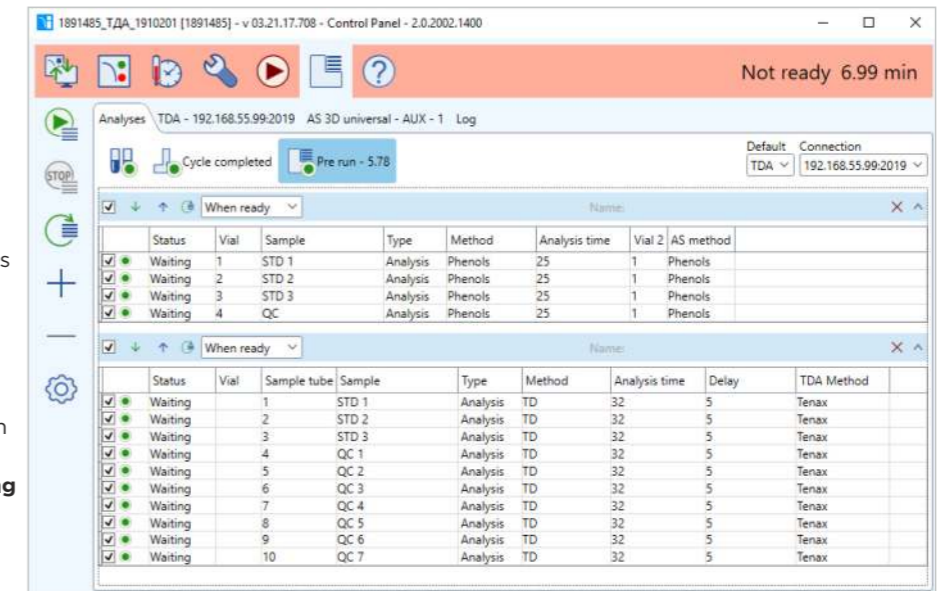 1891485_ТДА_1910201 [1891485] - v 03.21.17.708 - Control Panel - 2.0.2002.1400
Not ready 6.99 min
Analyses TDA - 192.168.55.99:2019 AS 3D universal - AUX - 1 Log
Default Connection
STOP Cycle completed Pre run - 5.78 TDA 192.168.55.99:2019
When ready Name:
Status Vial Sample Type Method Analysis time Vial 2 AS method
s
Waiting 1 STD 1 Analysis Phenols 25 1 Phenols
Waiting 2 STD 2 Analysis Phenols 25 1 Phenols
Waiting 3 STD 3 Analysis Phenols 25 1 Phenols
Waiting 4 QC Analysis Phenols 25 1 Phenols
When ready Name:
Status Vial Sample tube Sample Type Method Analysis time Delay TDA Method
Waiting 1 STD 1 Analysis TD 32 5 Tenax
Waiting 2 STD 2 Analysis TD 32 5 Tenax
n
Waiting 3 STD 3 Analysis TD 32 5 Tenax
Waiting 4 QC 1 Analysis TD 32 5 Tenax
Waiting 5 QC 2 Analysis TD 32 5 Tenax
Waiting 6 QC 3 Analysis TD 32 5 Tenax
g
Waiting 7 QC 4 Analysis TD 32 5 Tenax
Waiting 8 QC 5 Analysis TD 32 5 Tenax
Waiting 9 QC 6 Analysis TD 32 5 Tenax
Waiting 10 QC 7 Analysis TD 32 5 Tenax